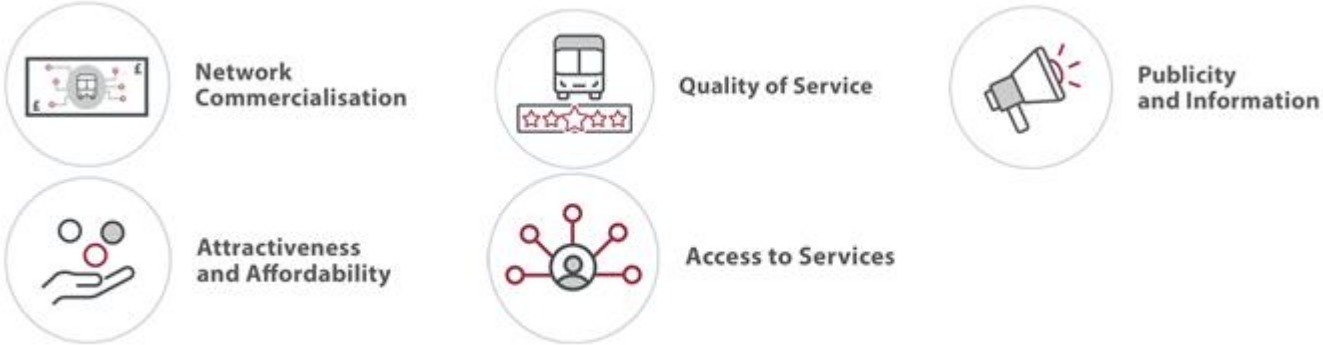 £
£
Network
Commercialisation
Quality of Service
Publicity
and Information
Attractiveness
and Affordability
Access to Services